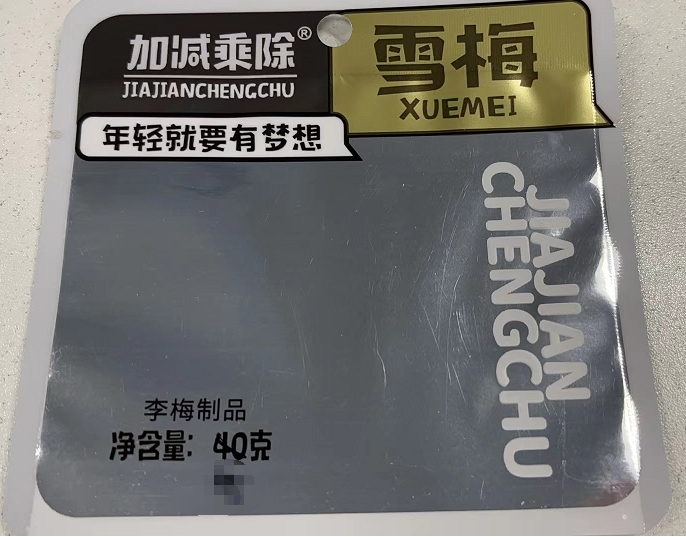 加减乘除®
JIAJIANCHENGCHU
雪梅
XUEMEI
年轻就要有梦想
JIAJIAN
CHENGCHU
李梅制品
净含量: 40克